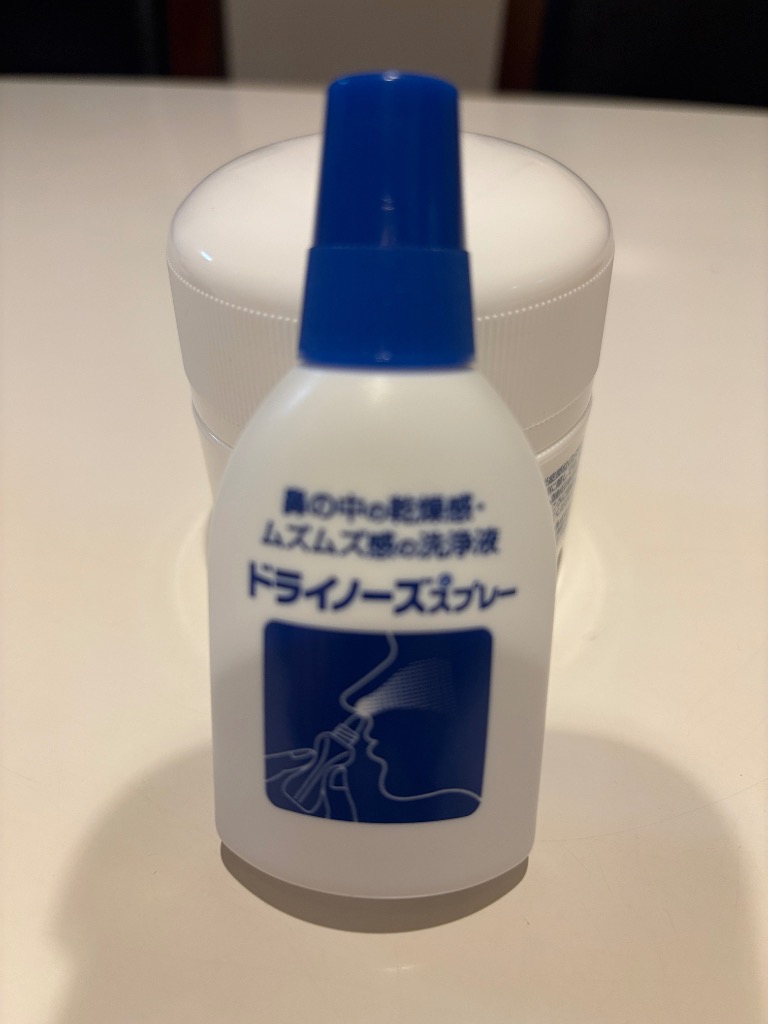 鼻の中の乾燥感・
ムズムズ感の洗浄液
ドライノーズスプレー